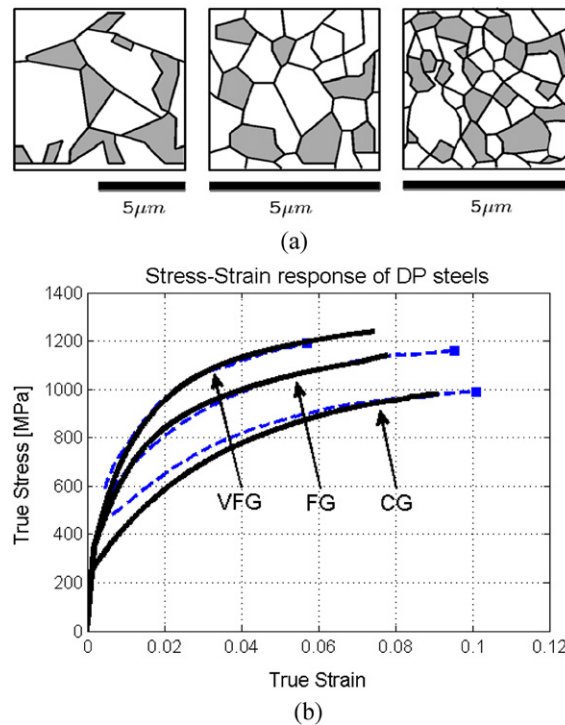 (a)
5μm 5μm 5μm
(a)
Stress-Strain response of DP steels
1400
1200
1000
800
600
400
200
0
True Stress [MPa]
VFG FG CG
0 0.02 0.04 0.06 0.08 0.1 0.12
True Strain
(b)